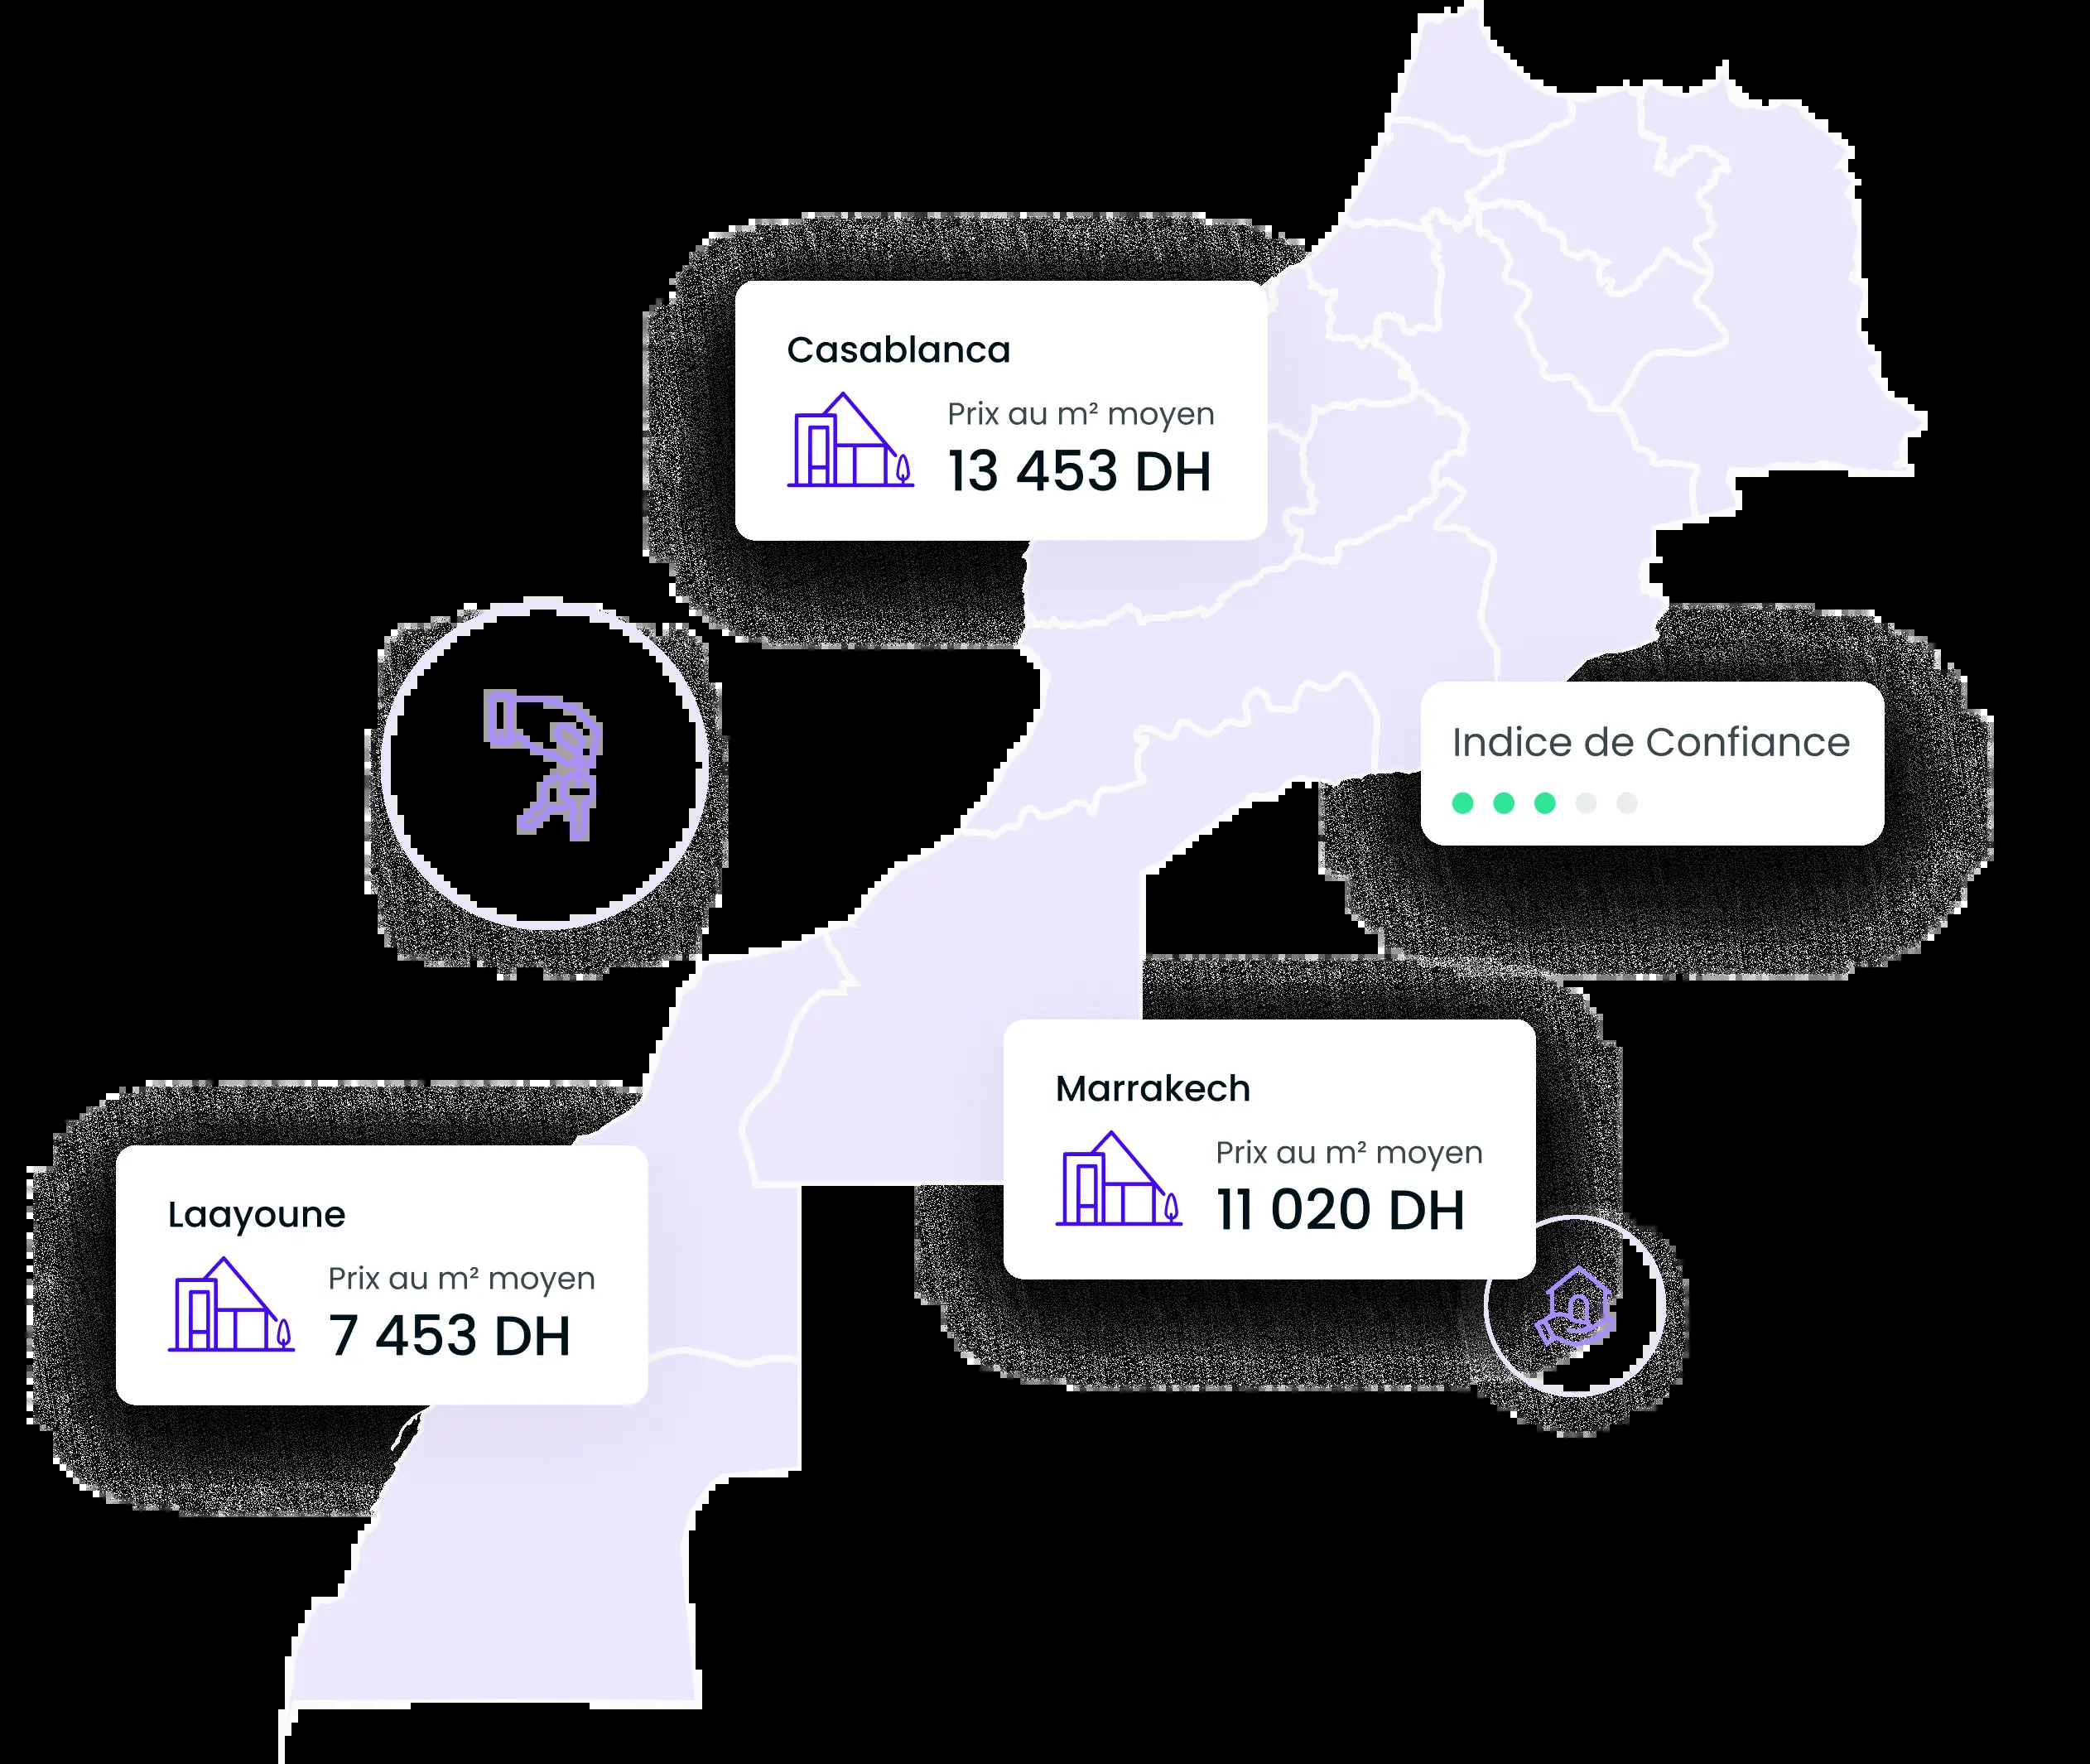 Casablanca
Prix au m² moyen
13 453 DH
Indice de Confiance
Marrakech
Prix au m² moyen
11 020 DH
Laayoune
Prix au m² moyen
7 453 DH